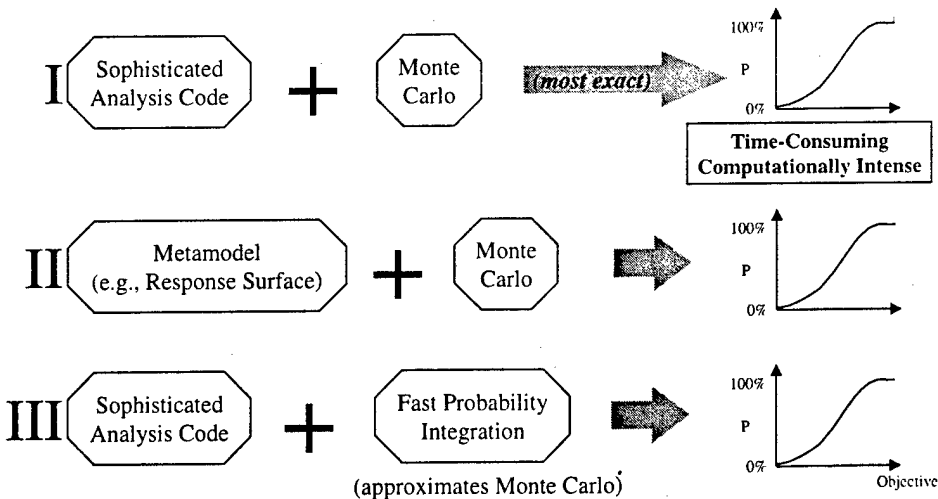 I
Sophisticated
Analysis Code
+
Monte
Carlo
(most exact)
100%
P
0%
Time-Consuming
Computationally Intense
II
Metamodel
(e.g., Response Surface)
+
Monte
Carlo
100%
P
0%
III
Sophisticated
Analysis Code
+
Fast Probability
Integration
(approximates Monte Carlo)
100%
P
0%
Objective